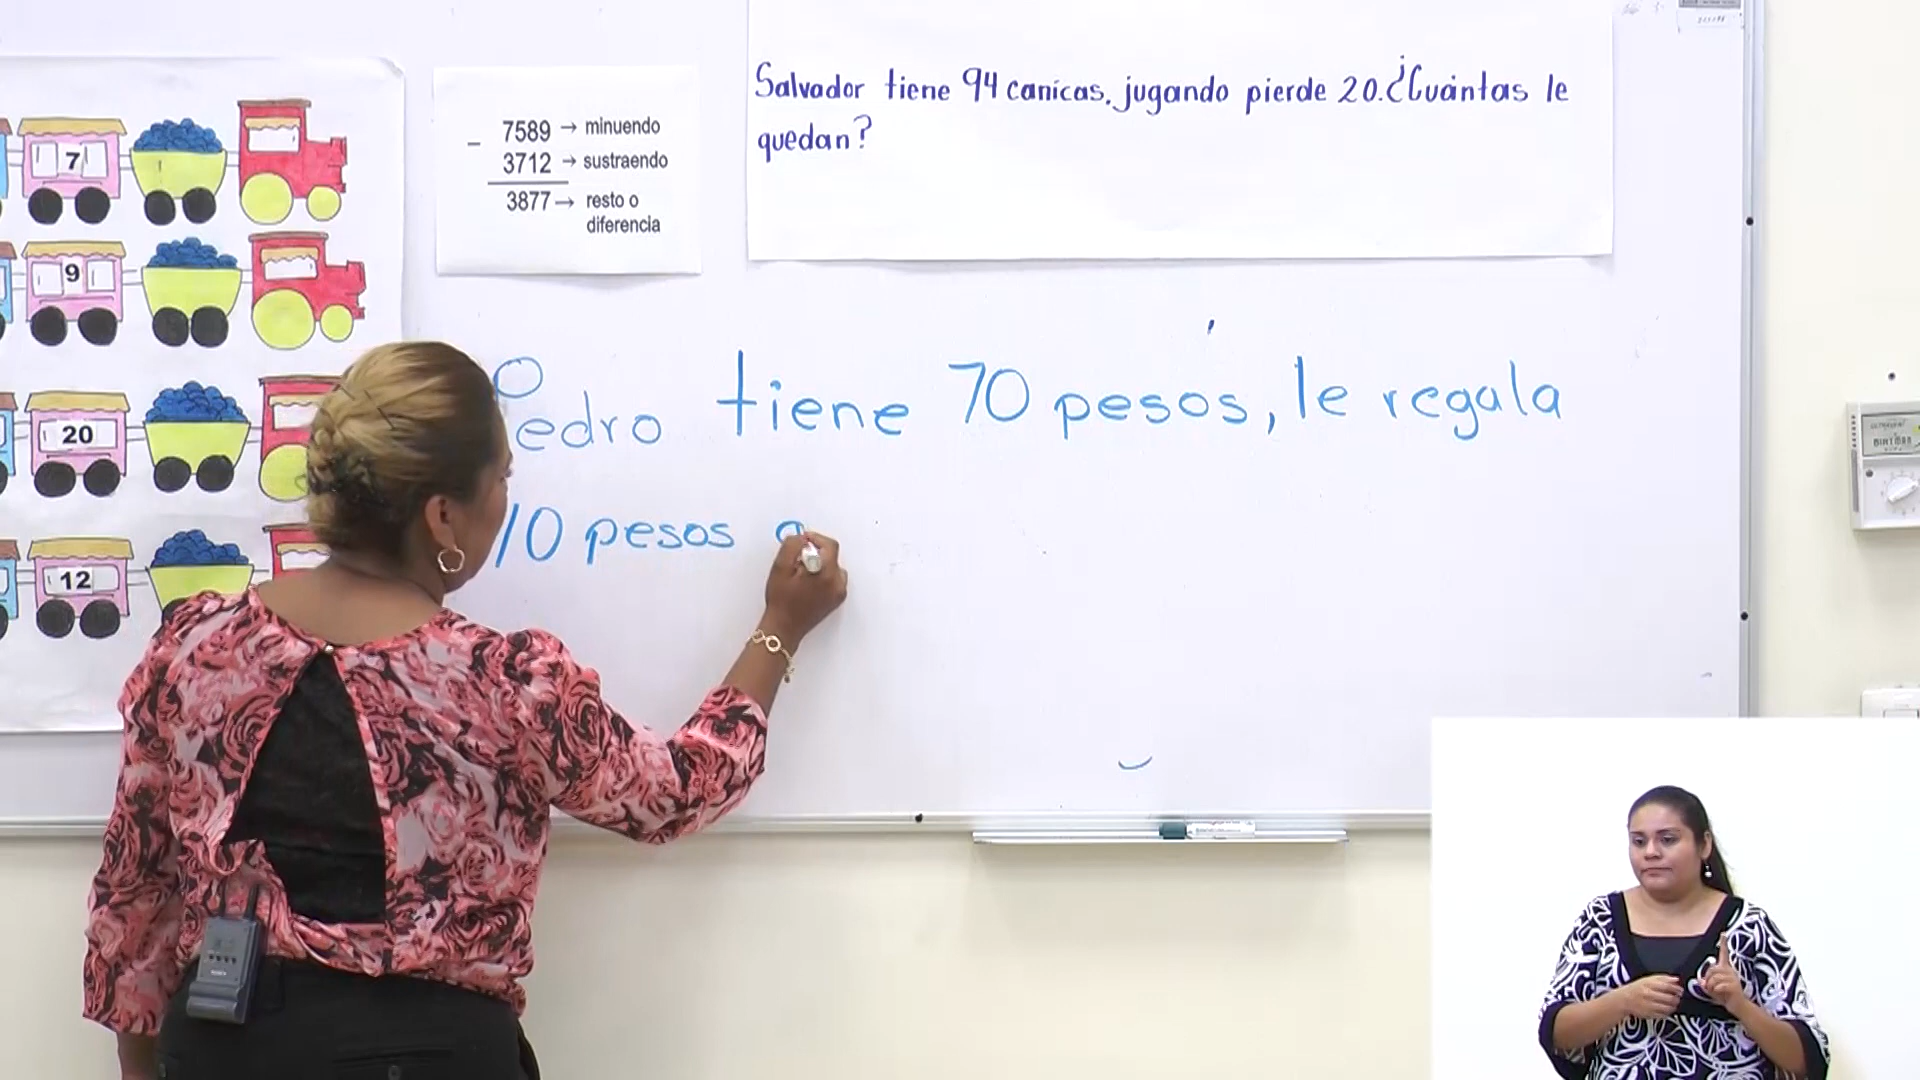 7
9
20
12
- 7589 → minuendo
3712 → sustraendo
3877 → resto o
diferencia
Salvador tiene 94 canicas, jugando pierde 20. ¿Cuántas le
quedan?
Pedro tiene 70 pesos, le regala
10 pesos a